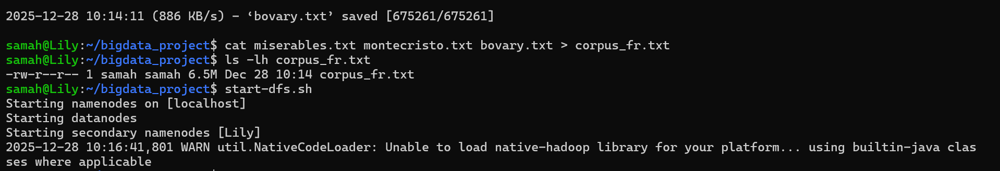 2025-12-28 10:14:11 (886 KB/s) - ‘bovary.txt’ saved [675261/675261]
samah@Lily:~/bigdata_project$ cat miserables.txt montecristo.txt bovary.txt > corpus_fr.txt
samah@Lily:~/bigdata_project$ ls -lh corpus_fr.txt
-rw-r--r-- 1 samah samah 6.5M Dec 28 10:14 corpus_fr.txt
samah@Lily:~/bigdata_project$ start-dfs.sh
Starting namenodes on [localhost]
Starting datanodes
Starting secondary namenodes [Lily]
2025-12-28 10:16:41,801 WARN util.NativeCodeLoader: Unable to load native-hadoop library for your platform... using builtin-java clas
ses where applicable